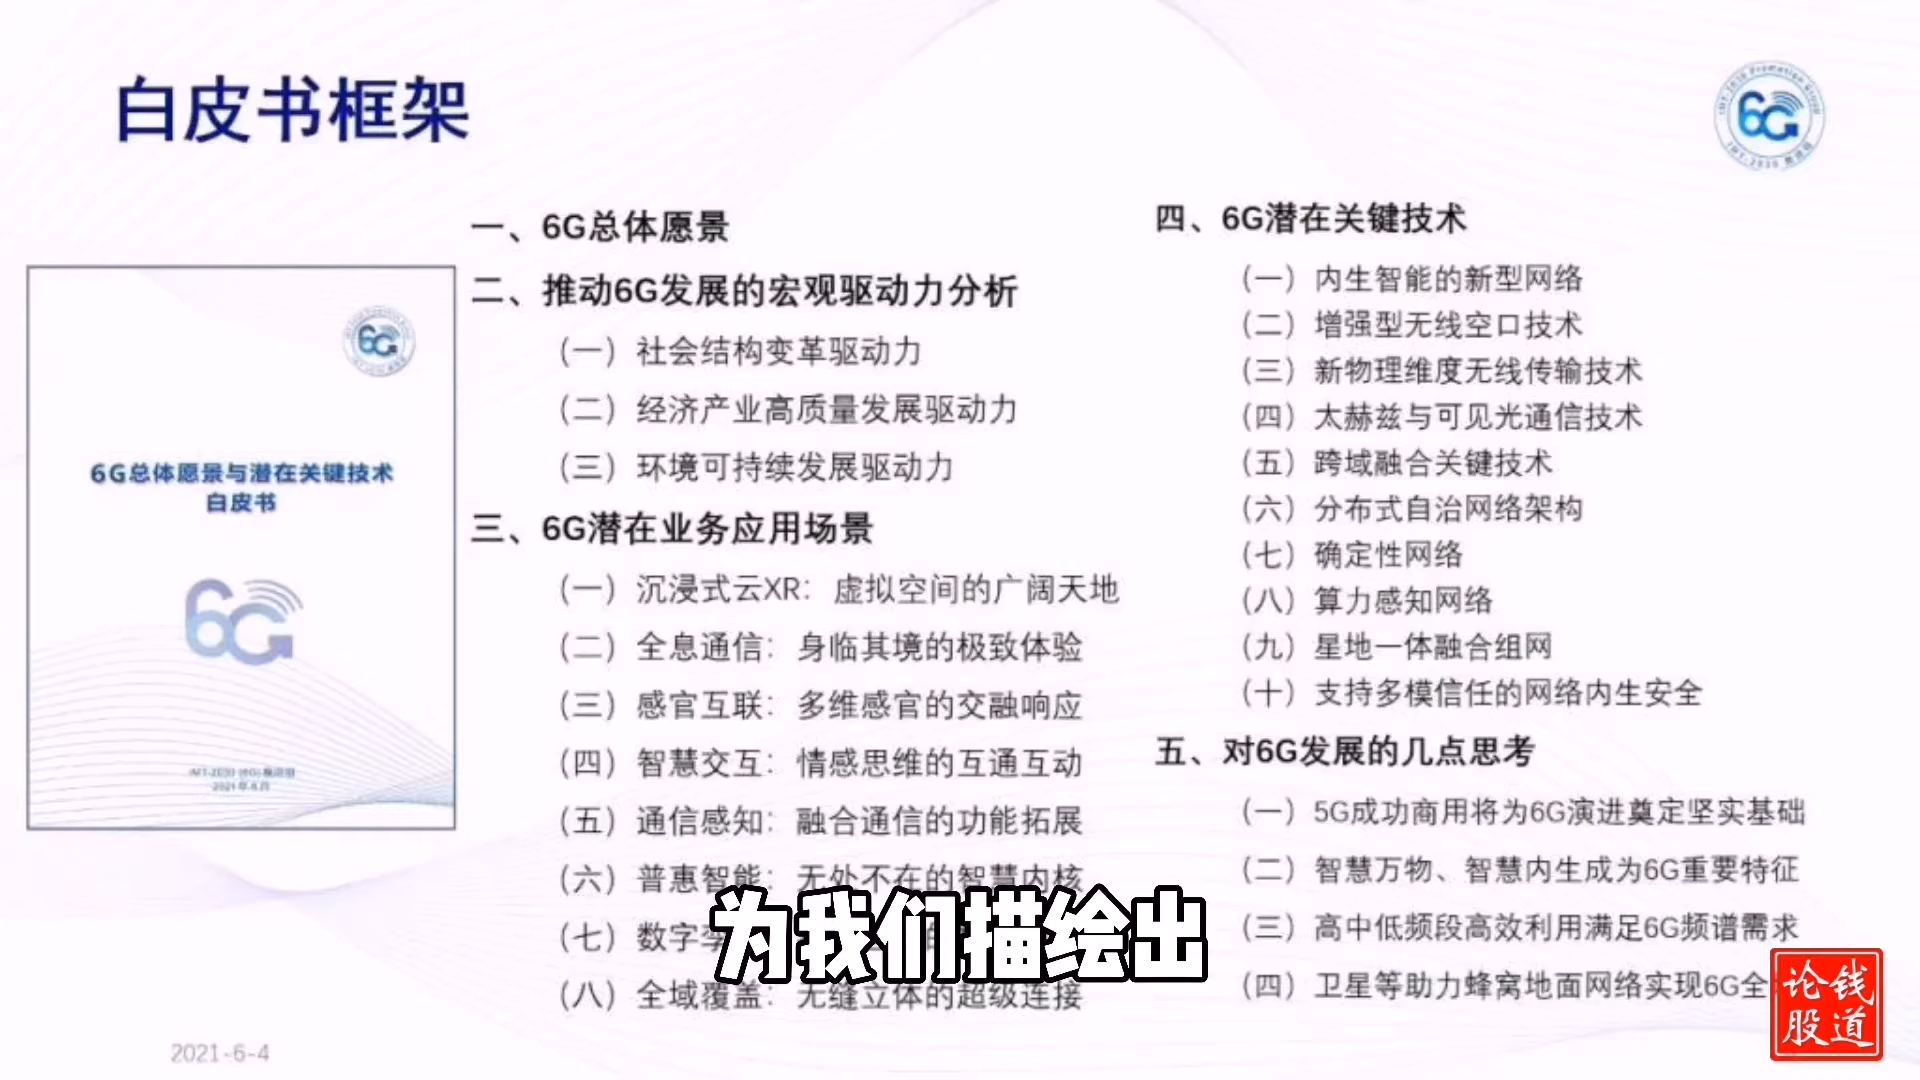 白皮书框架
6G
6G
6G总体愿景与潜在关键技术
白皮书
6G
2021年6月
一、6G总体愿景
二、推动6G发展的宏观驱动力分析
（一）社会结构变革驱动力
（二）经济产业高质量发展驱动力
（三）环境可持续发展驱动力
三、6G潜在业务应用场景
（一）沉浸式云XR：虚拟空间的广阔天地
（二）全息通信：身临其境的极致体验
（三）感官互联：多维感官的交融响应
（四）智慧交互：情感思维的互通互动
（五）通信感知：融合通信的功能拓展
（六）普惠智能：无处不在的智慧内核
（七）数字
（八）全域覆盖：无缝立体的超级连接
四、6G潜在关键技术
（一）内生智能的新型网络
（二）增强型无线空口技术
（三）新物理维度无线传输技术
（四）太赫兹与可见光通信技术
（五）跨域融合关键技术
（六）分布式自治网络架构
（七）确定性网络
（八）算力感知网络
（九）星地一体融合组网
（十）支持多模信任的网络内生安全
五、对6G发展的几点思考
（一）5G成功商用将为6G演进奠定坚实基础
（二）智慧万物、智慧内生成为6G重要特征
（三）高中低频段高效利用满足6G频谱需求
（四）卫星等助力蜂窝地面网络实现6G全
为我们描绘出
论钱
股道
2021-6-4